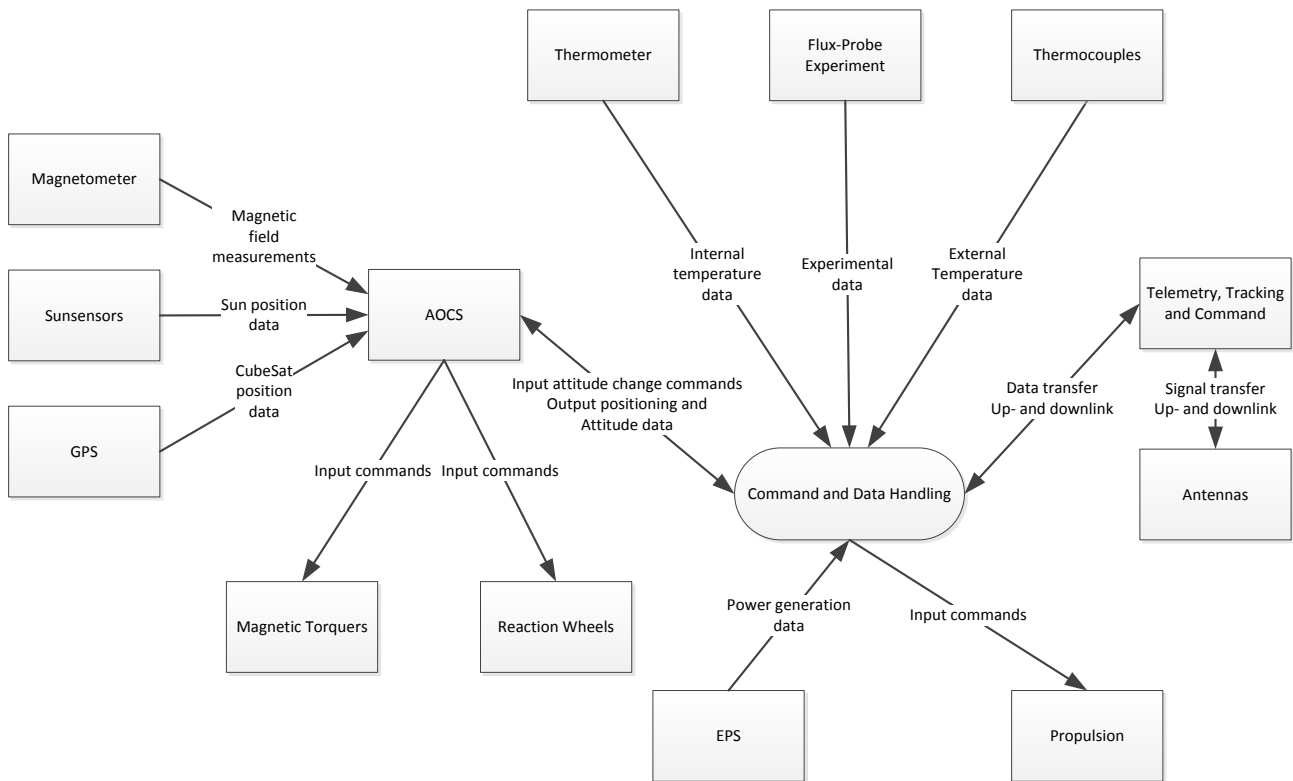 Thermometer
Flux-Probe
Experiment
Thermocouples
Magnetometer
Magnetic
field
measurements
Internal
temperature
data
Experimental
data
External
Temperature
data
Sunsensors
Sun position
data
AOCS
Telemetry, Tracking
and Command
CubeSat
position
data
Input attitude change commands
Output positioning and
Attitude data
Data transfer
Up- and downlink
Signal transfer
Up- and downlink
GPS
Input commands
Input commands
Command and Data Handling
Antennas
Magnetic Torquers
Reaction Wheels
Power generation
data
Input commands
EPS
Propulsion